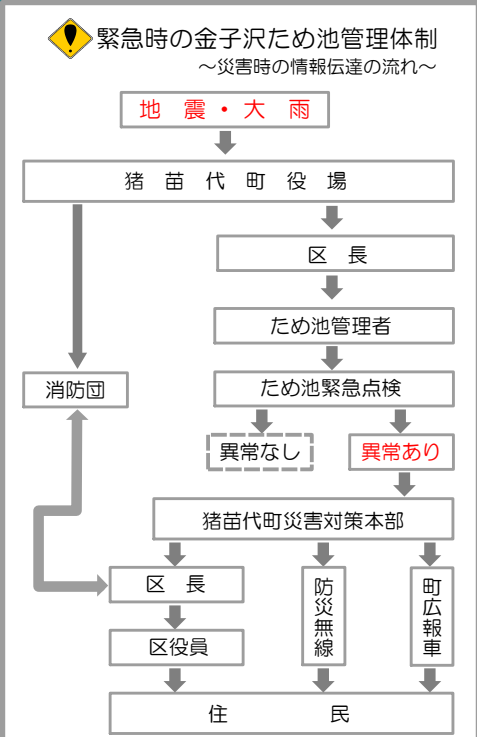 緊急時の金子沢ため池管理体制
~災害時の情報伝達の流れ~
地 震 ・ 大 雨
猪 苗 代 町 役 場
区 長
ため池管理者
消防団
ため池緊急点検
異常なし
異常あり
猪苗代町災害対策本部
区 長
防災無線
町広報車
区役員
住 民